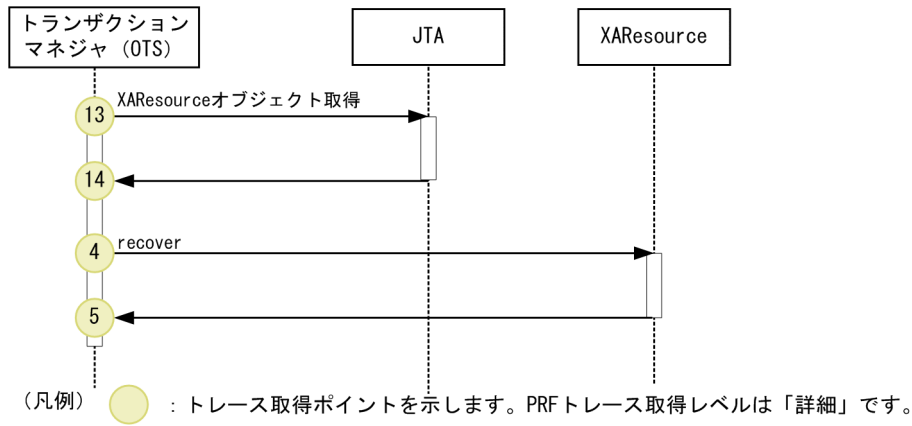 トランザクション
マネジャ（OTS）
JTA
XAResource
XAResourceオブジェクト取得
13
14
recover
4
5
（凡例）
：トレース取得ポイントを示します。PRFトレース取得レベルは「詳細」です。